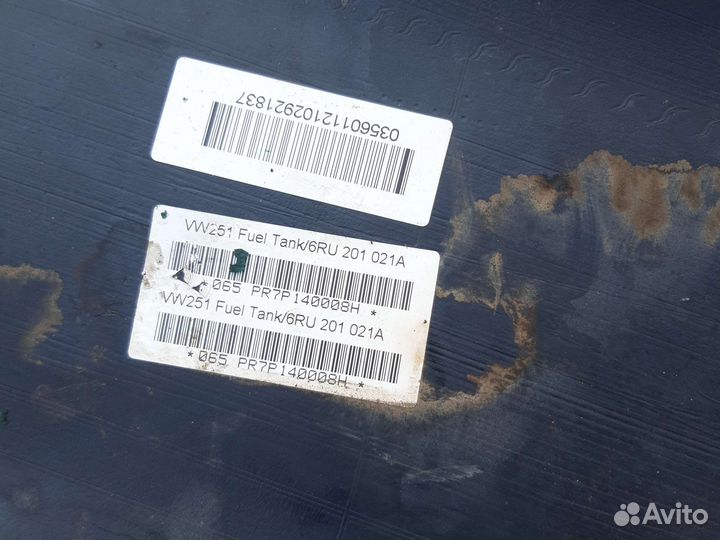 03560112102921837
VW251 Fuel Tank/6RU 201 021A
*065 PR7P140008H *
VW251 Fuel Tank/6RU 201 021A
*065 PR7P140008H *
Avito